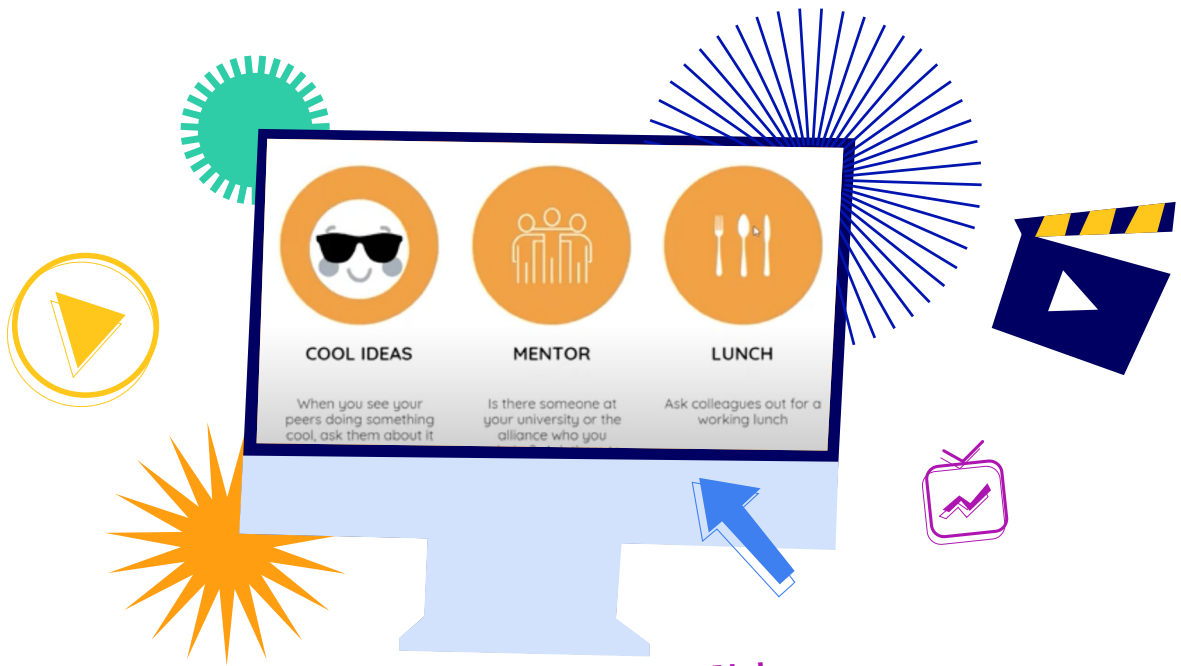 COOL IDEAS
MENTOR
LUNCH
When you see your
peers doing something
cool, ask them about it
Is there someone at
your university or the
alliance who you
Ask colleagues out for a
working lunch